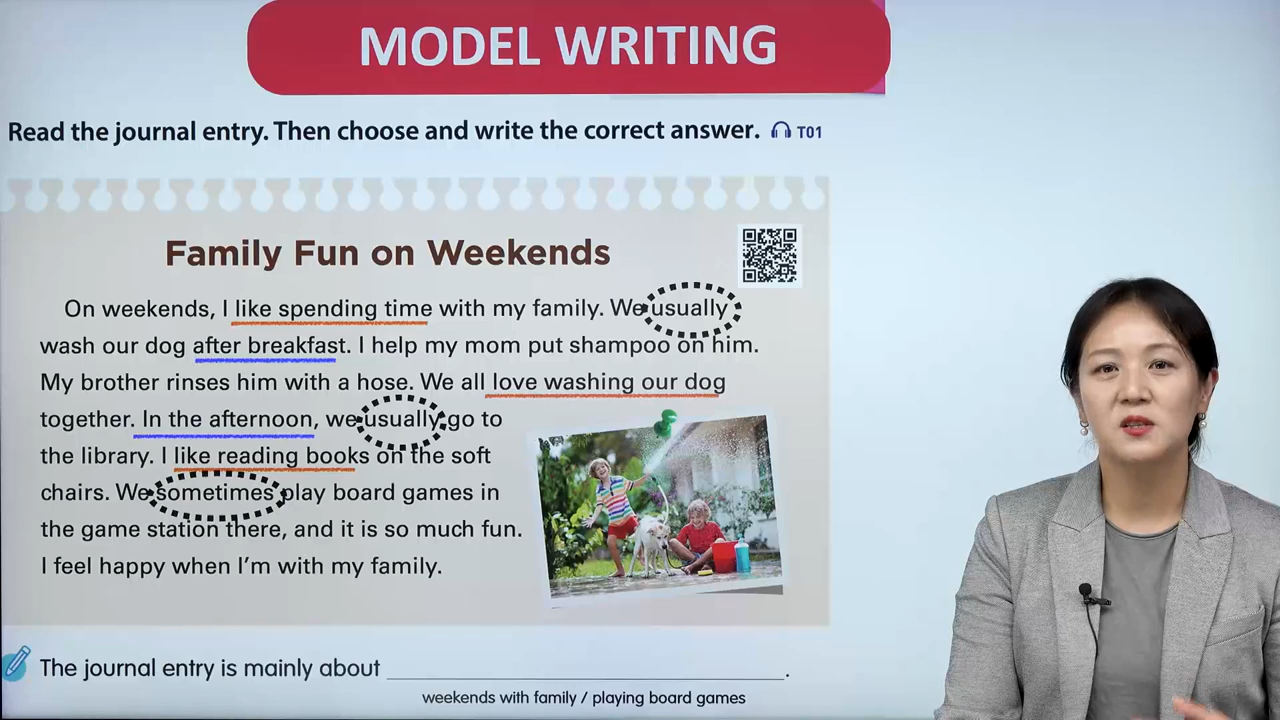 MODEL WRITING
Read the journal entry. Then choose and write the correct answer. T01
Family Fun on Weekends
On weekends, I like spending time with my family. We usually
wash our dog after breakfast. I help my mom put shampoo on him.
My brother rinses him with a hose. We all love washing our dog
together. In the afternoon, we usually go to
the library. I like reading books on the soft
chairs. We sometimes play board games in
the game station there, and it is so much fun.
I feel happy when I'm with my family.
The journal entry is mainly about ________________.
weekends with family / playing board games